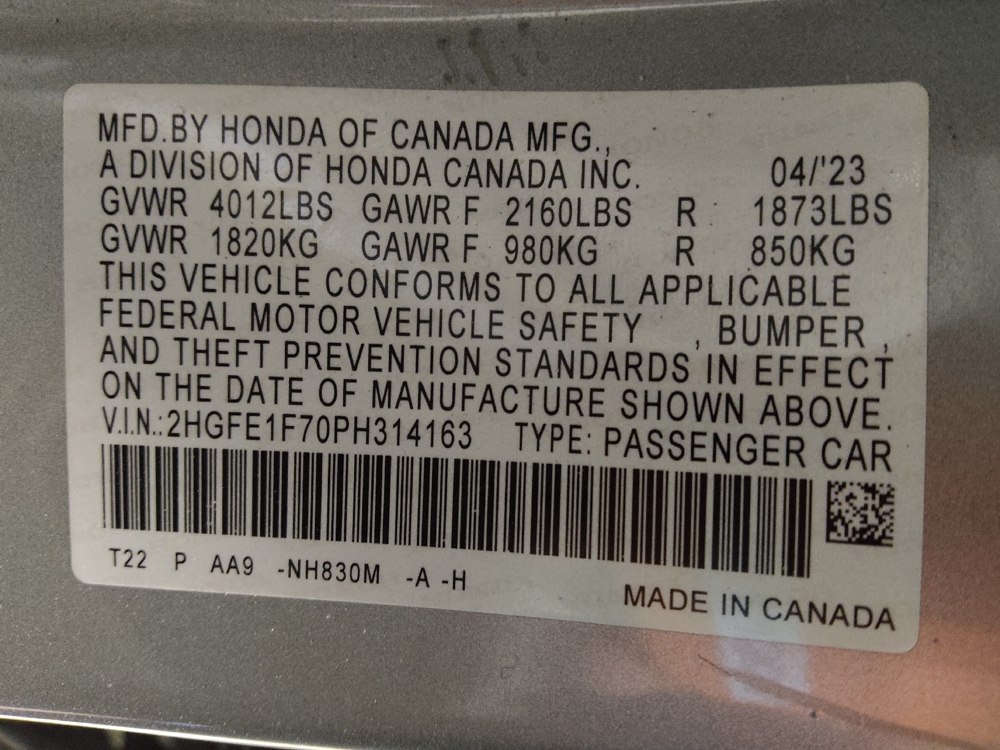 MFD.BY HONDA OF CANADA MFG.,
A DIVISION OF HONDA CANADA INC. 04/'23
GVWR 4012LBS GAWR F 2160LBS R 1873LBS
GVWR 1820KG GAWR F 980KG R 850KG
THIS VEHICLE CONFORMS TO ALL APPLICABLE
FEDERAL MOTOR VEHICLE SAFETY , BUMPER ,
AND THEFT PREVENTION STANDARDS IN EFFECT
ON THE DATE OF MANUFACTURE SHOWN ABOVE.
V.I.N.:2HGFE1F70PH314163 TYPE: PASSENGER CAR
T22 P AA9 -NH830M -A -H
MADE IN CANADA